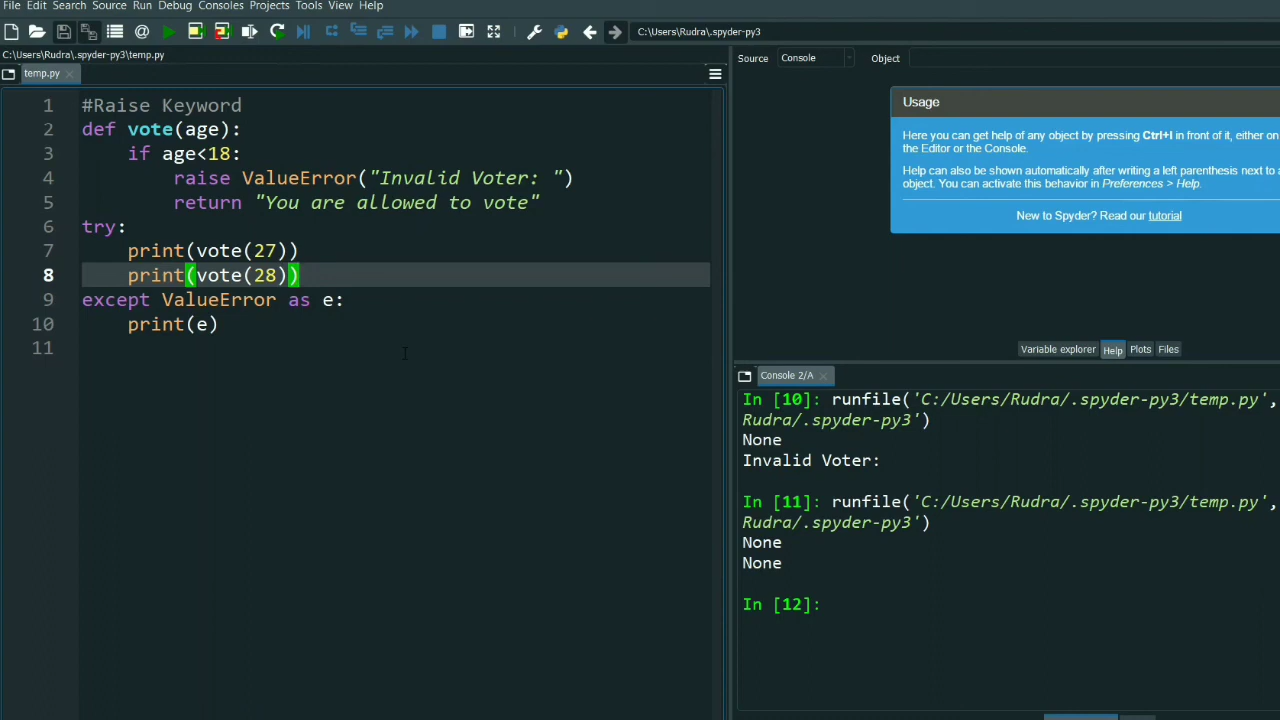 File Edit Search Source Run Debug Consoles Projects Tools View Help
C:\Users\Rudra\.spyder-py3
C:\Users\Rudra\.spyder-py3\temp.py
temp.py
1 #Raise Keyword
2 def vote(age):
3 if age<18:
4 raise ValueError("Invalid Voter: ")
5 return "You are allowed to vote"
6 try:
7 print(vote(27))
8 print(vote(28))
9 except ValueError as e:
10 print(e)
11
Source Console Object
Usage
Here you can get help of any object by pressing Ctrl+I in front of it, either on
the Editor or the Console.
Help can also be shown automatically after writing a left parenthesis next to a
object. You can activate this behavior in Preferences > Help.
New to Spyder? Read our tutorial
Variable explorer Help Plots Files
Console 2/A
In [10]: runfile('C:/Users/Rudra/.spyder-py3/temp.py',
Rudra/.spyder-py3')
None
Invalid Voter:
In [11]: runfile('C:/Users/Rudra/.spyder-py3/temp.py',
Rudra/.spyder-py3')
None
None
In [12]: